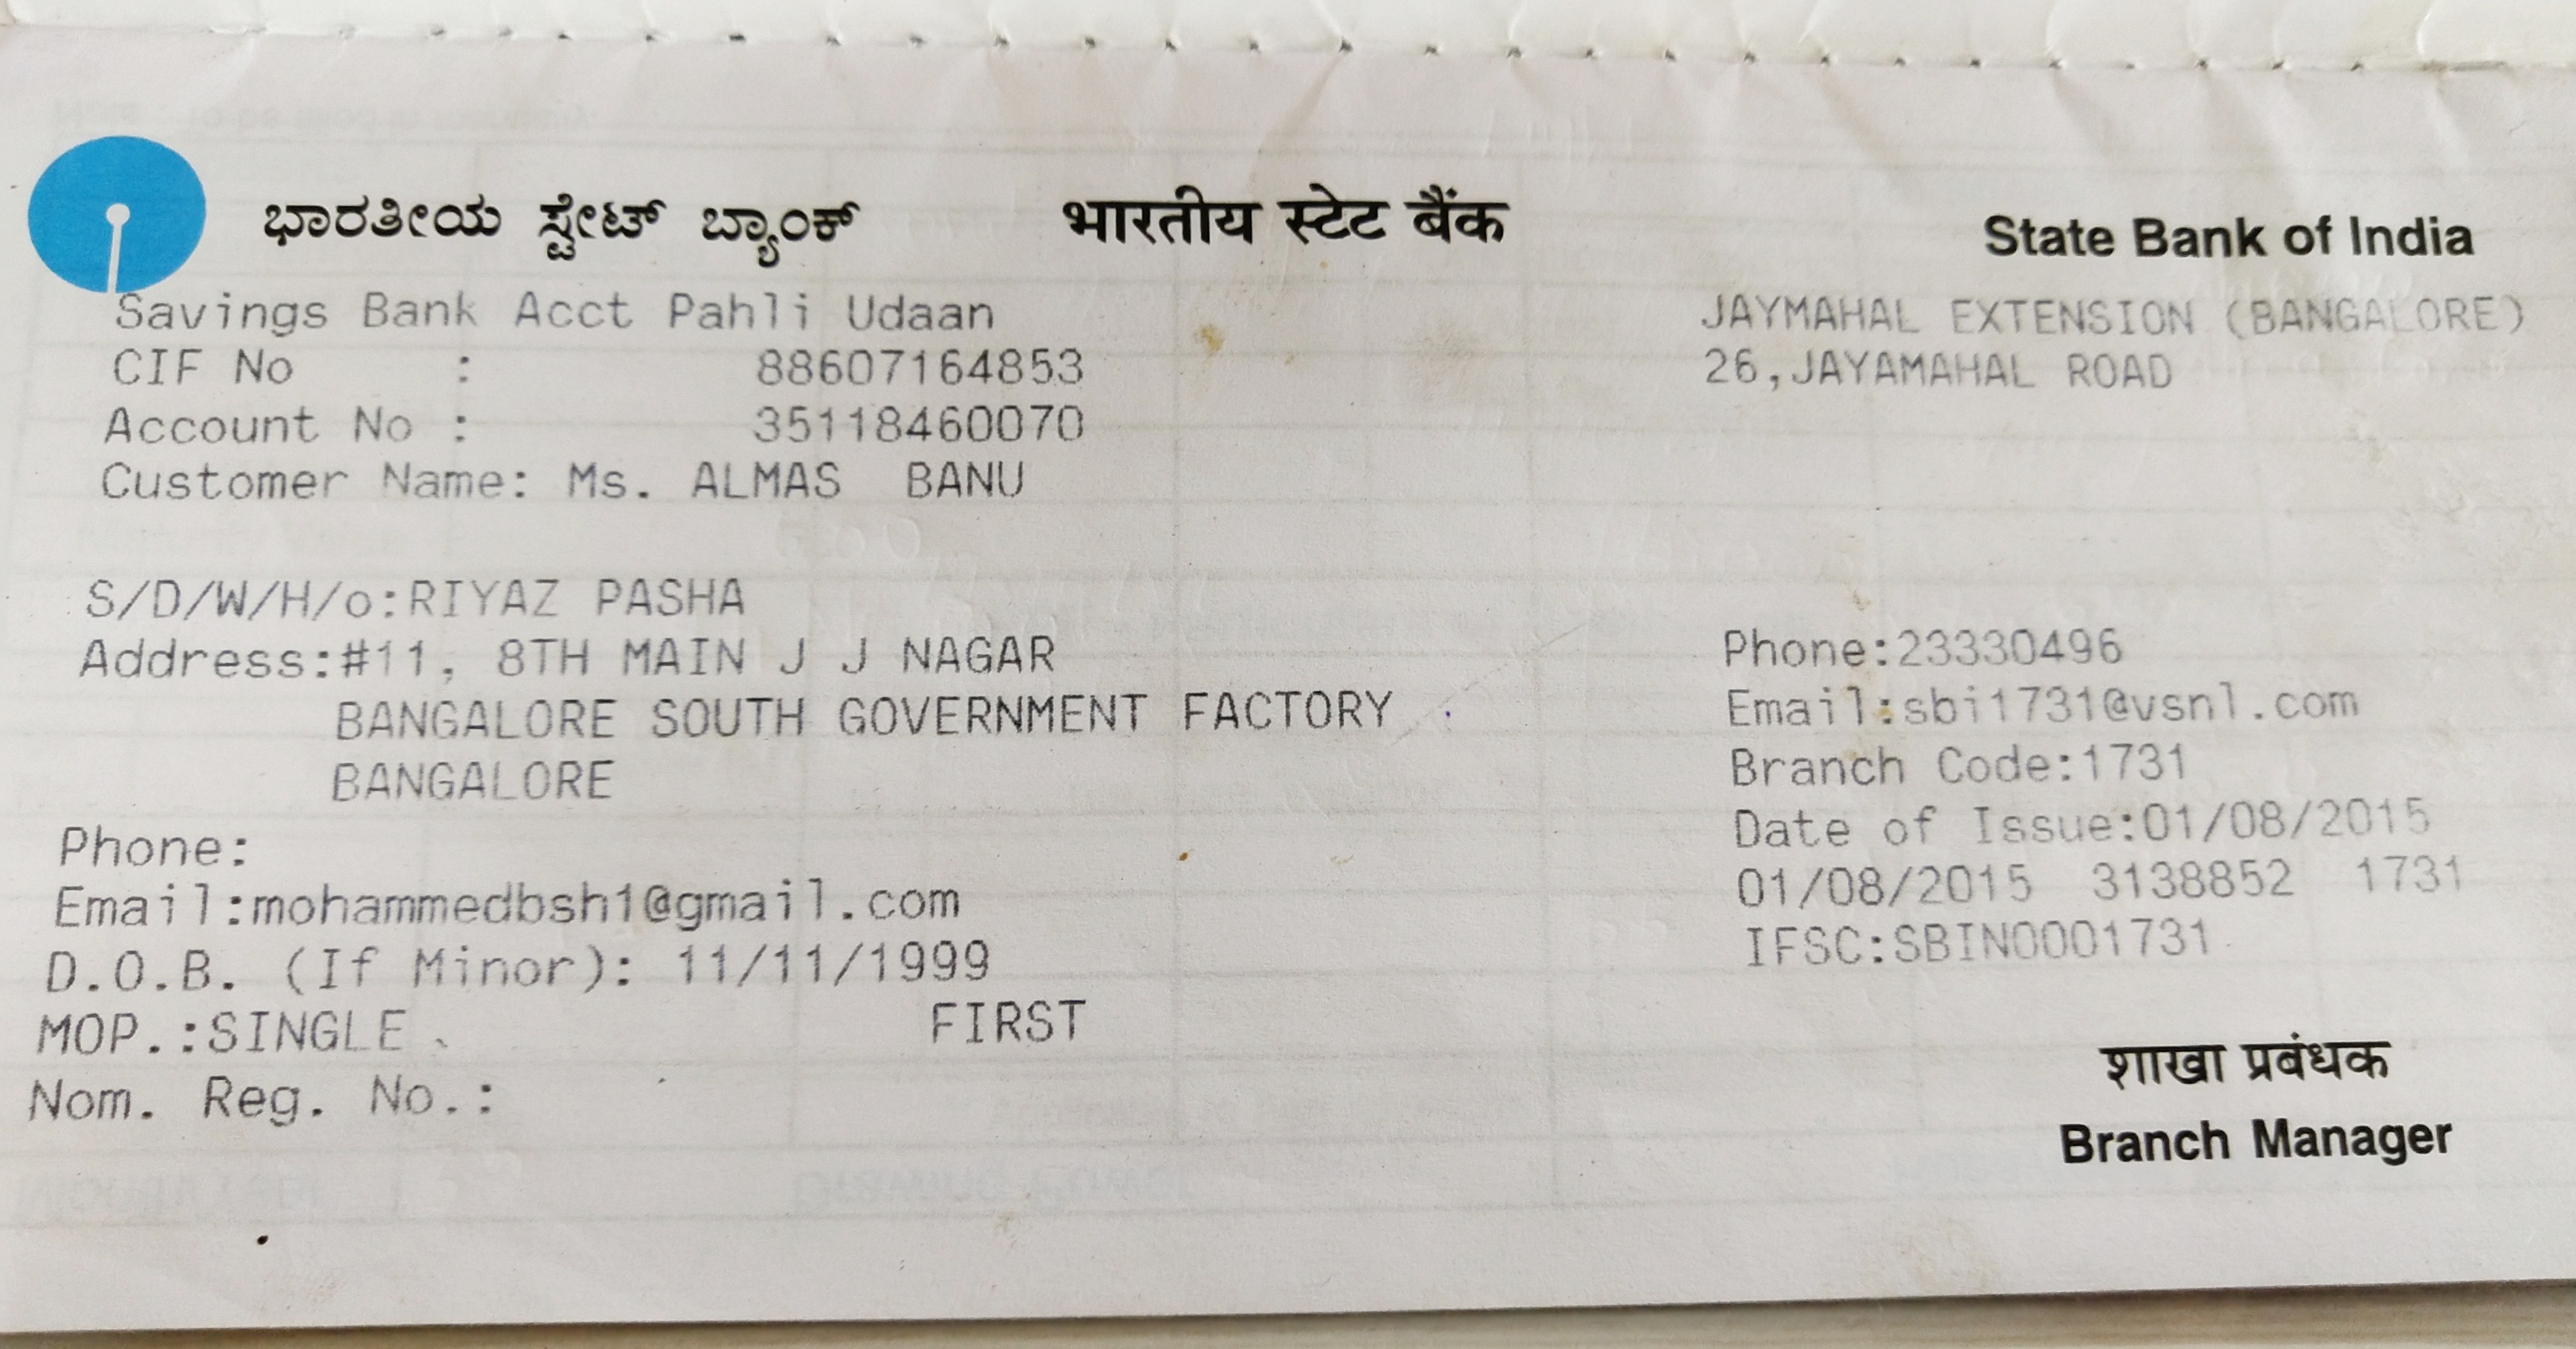 ಭಾರತೀಯ ಸ್ಟೇಟ್ ಬ್ಯಾಂಕ್ भारतीय स्टेट बैंक State Bank of India
Savings Bank Acct Pahli Udaan
CIF No : 88607164853
Account No : 35118460070
Customer Name: Ms. ALMAS BANU
S/D/W/H/o:RIYAZ PASHA
Address:#11, 8TH MAIN J J NAGAR
BANGALORE SOUTH GOVERNMENT FACTORY
BANGALORE
Phone:
Email:mohammedbsh1@gmail.com
D.O.B. (If Minor): 11/11/1999
MOP.:SINGLE FIRST
Nom. Reg. No.:
JAYMAHAL EXTENSION (BANGALORE)
26,JAYAMAHAL ROAD
Phone:23330496
Email:sbi1731@vsnl.com
Branch Code:1731
Date of Issue:01/08/2015
01/08/2015 3138852 1731
IFSC:SBIN0001731
शाखा प्रबंधक
Branch Manager